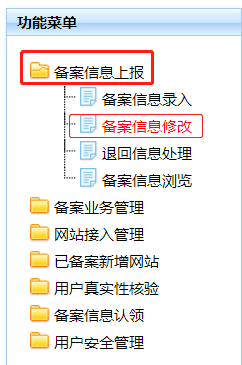 功能菜单
备案信息上报
备案信息录入
备案信息修改
退回信息处理
备案信息浏览
备案业务管理
网站接入管理
已备案新增网站
用户真实性核验
备案信息认领
用户安全管理